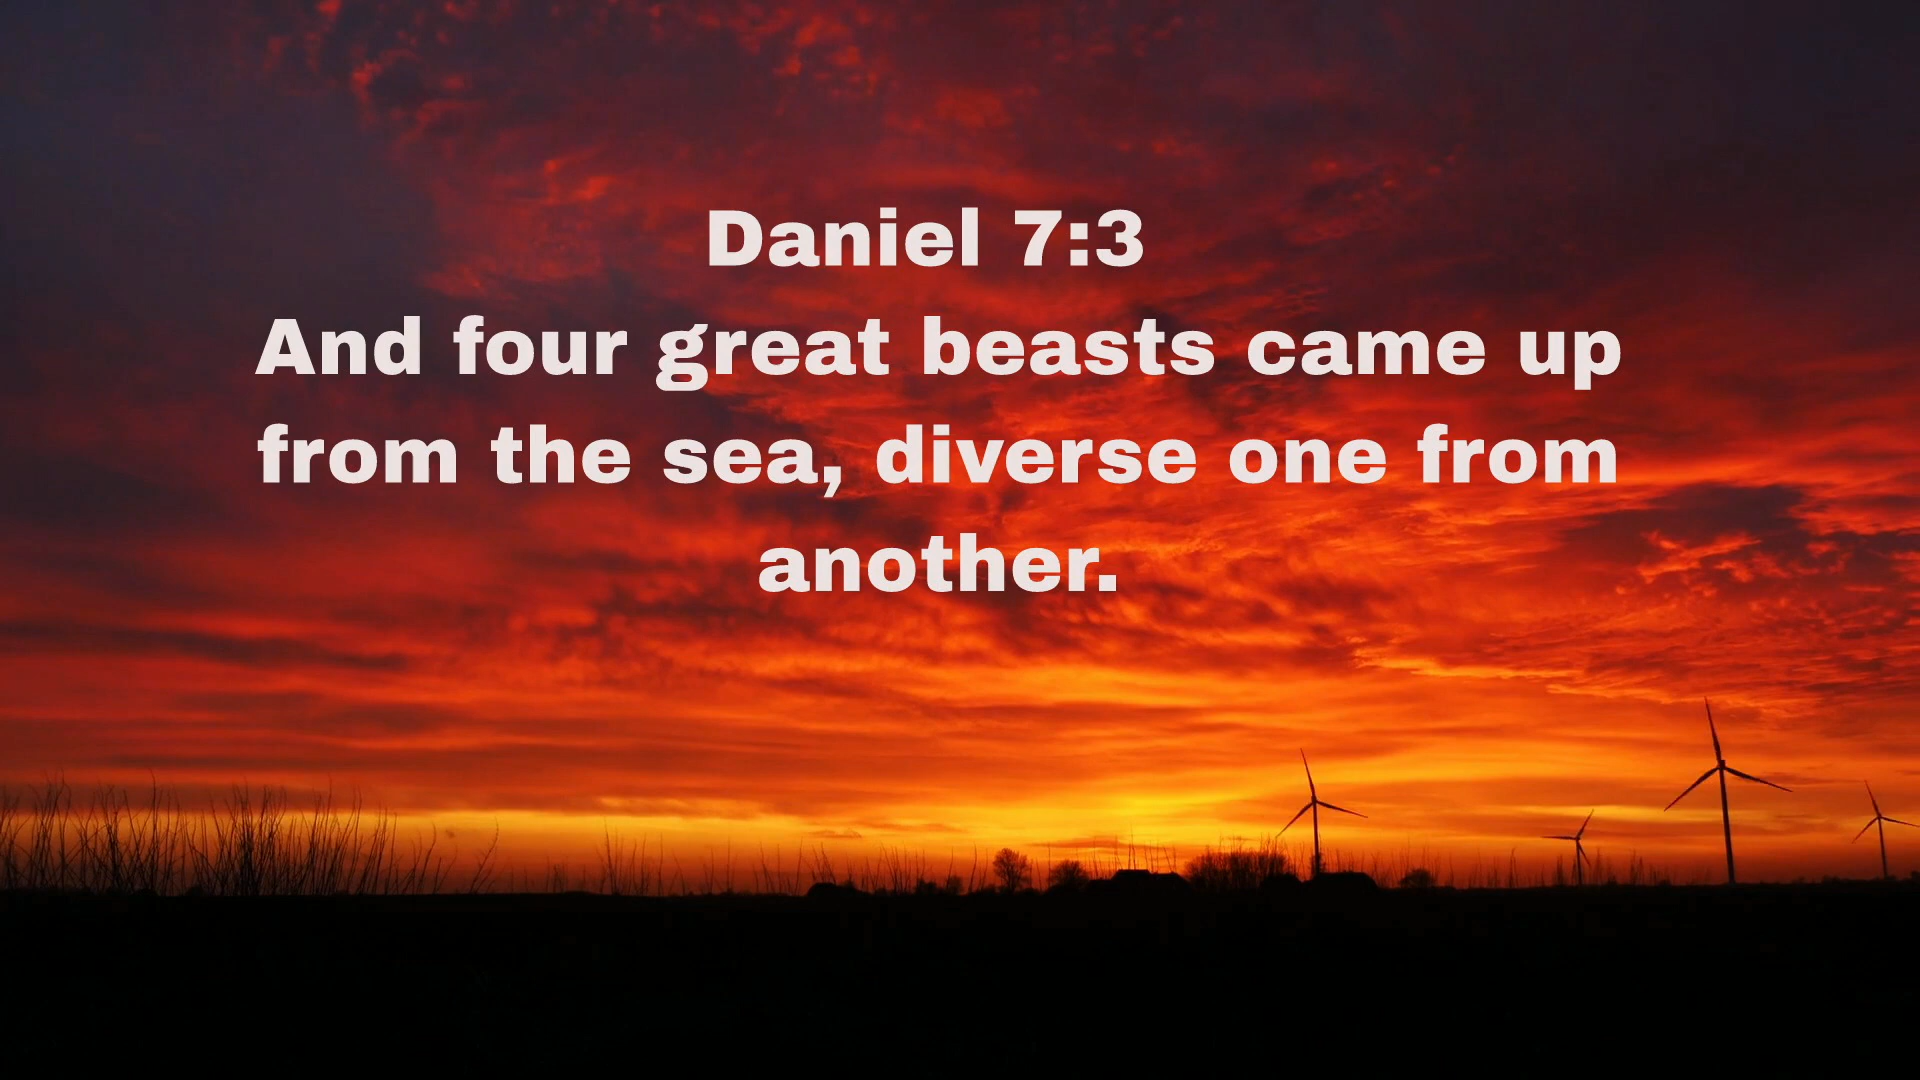 Daniel 7:3
And four great beasts came up
from the sea, diverse one from
another.